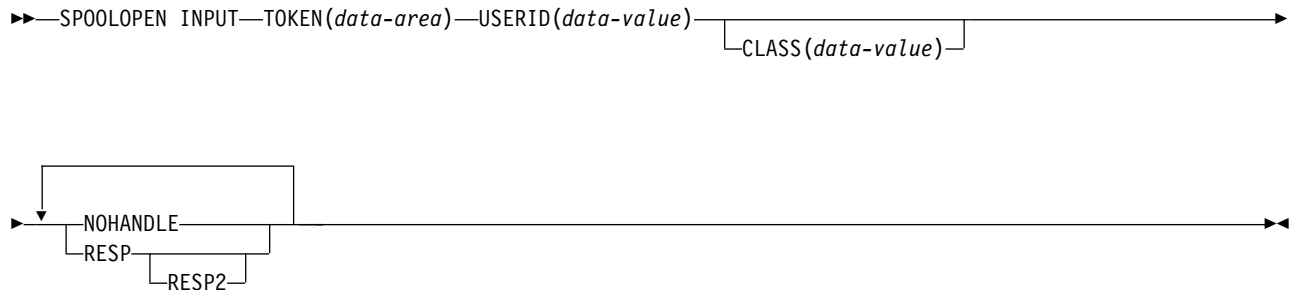 SPOOLOPEN INPUT TOKEN(data-area) USERID(data-value)
CLASS(data-value)
NOHANDLE
RESP
RESP2